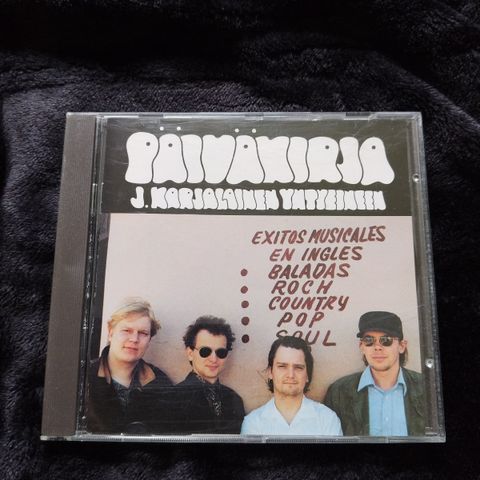 PÄIVÄKIRJA
J. KARJALAINEN YHTYEINEEN
EXITOS MUSICALES
EN INGLES
• BALADAS
• ROCH
• COUNTRY
• POP
• SOUL